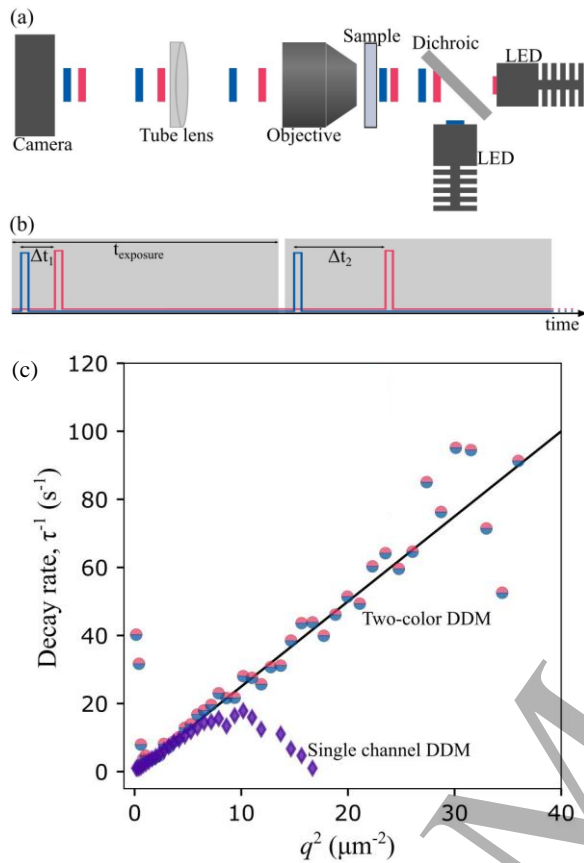 (a)
Sample
Dichroic
LED
Camera
Tube lens
Objective
LED
(b)
Δt₁
t_exposure
Δt₂
time
(c)
120
100
80
60
40
20
0
Decay rate, τ⁻¹ (s⁻¹)
Two-color DDM
Single channel DDM
0
10
20
30
40
q² (μm⁻²)
M